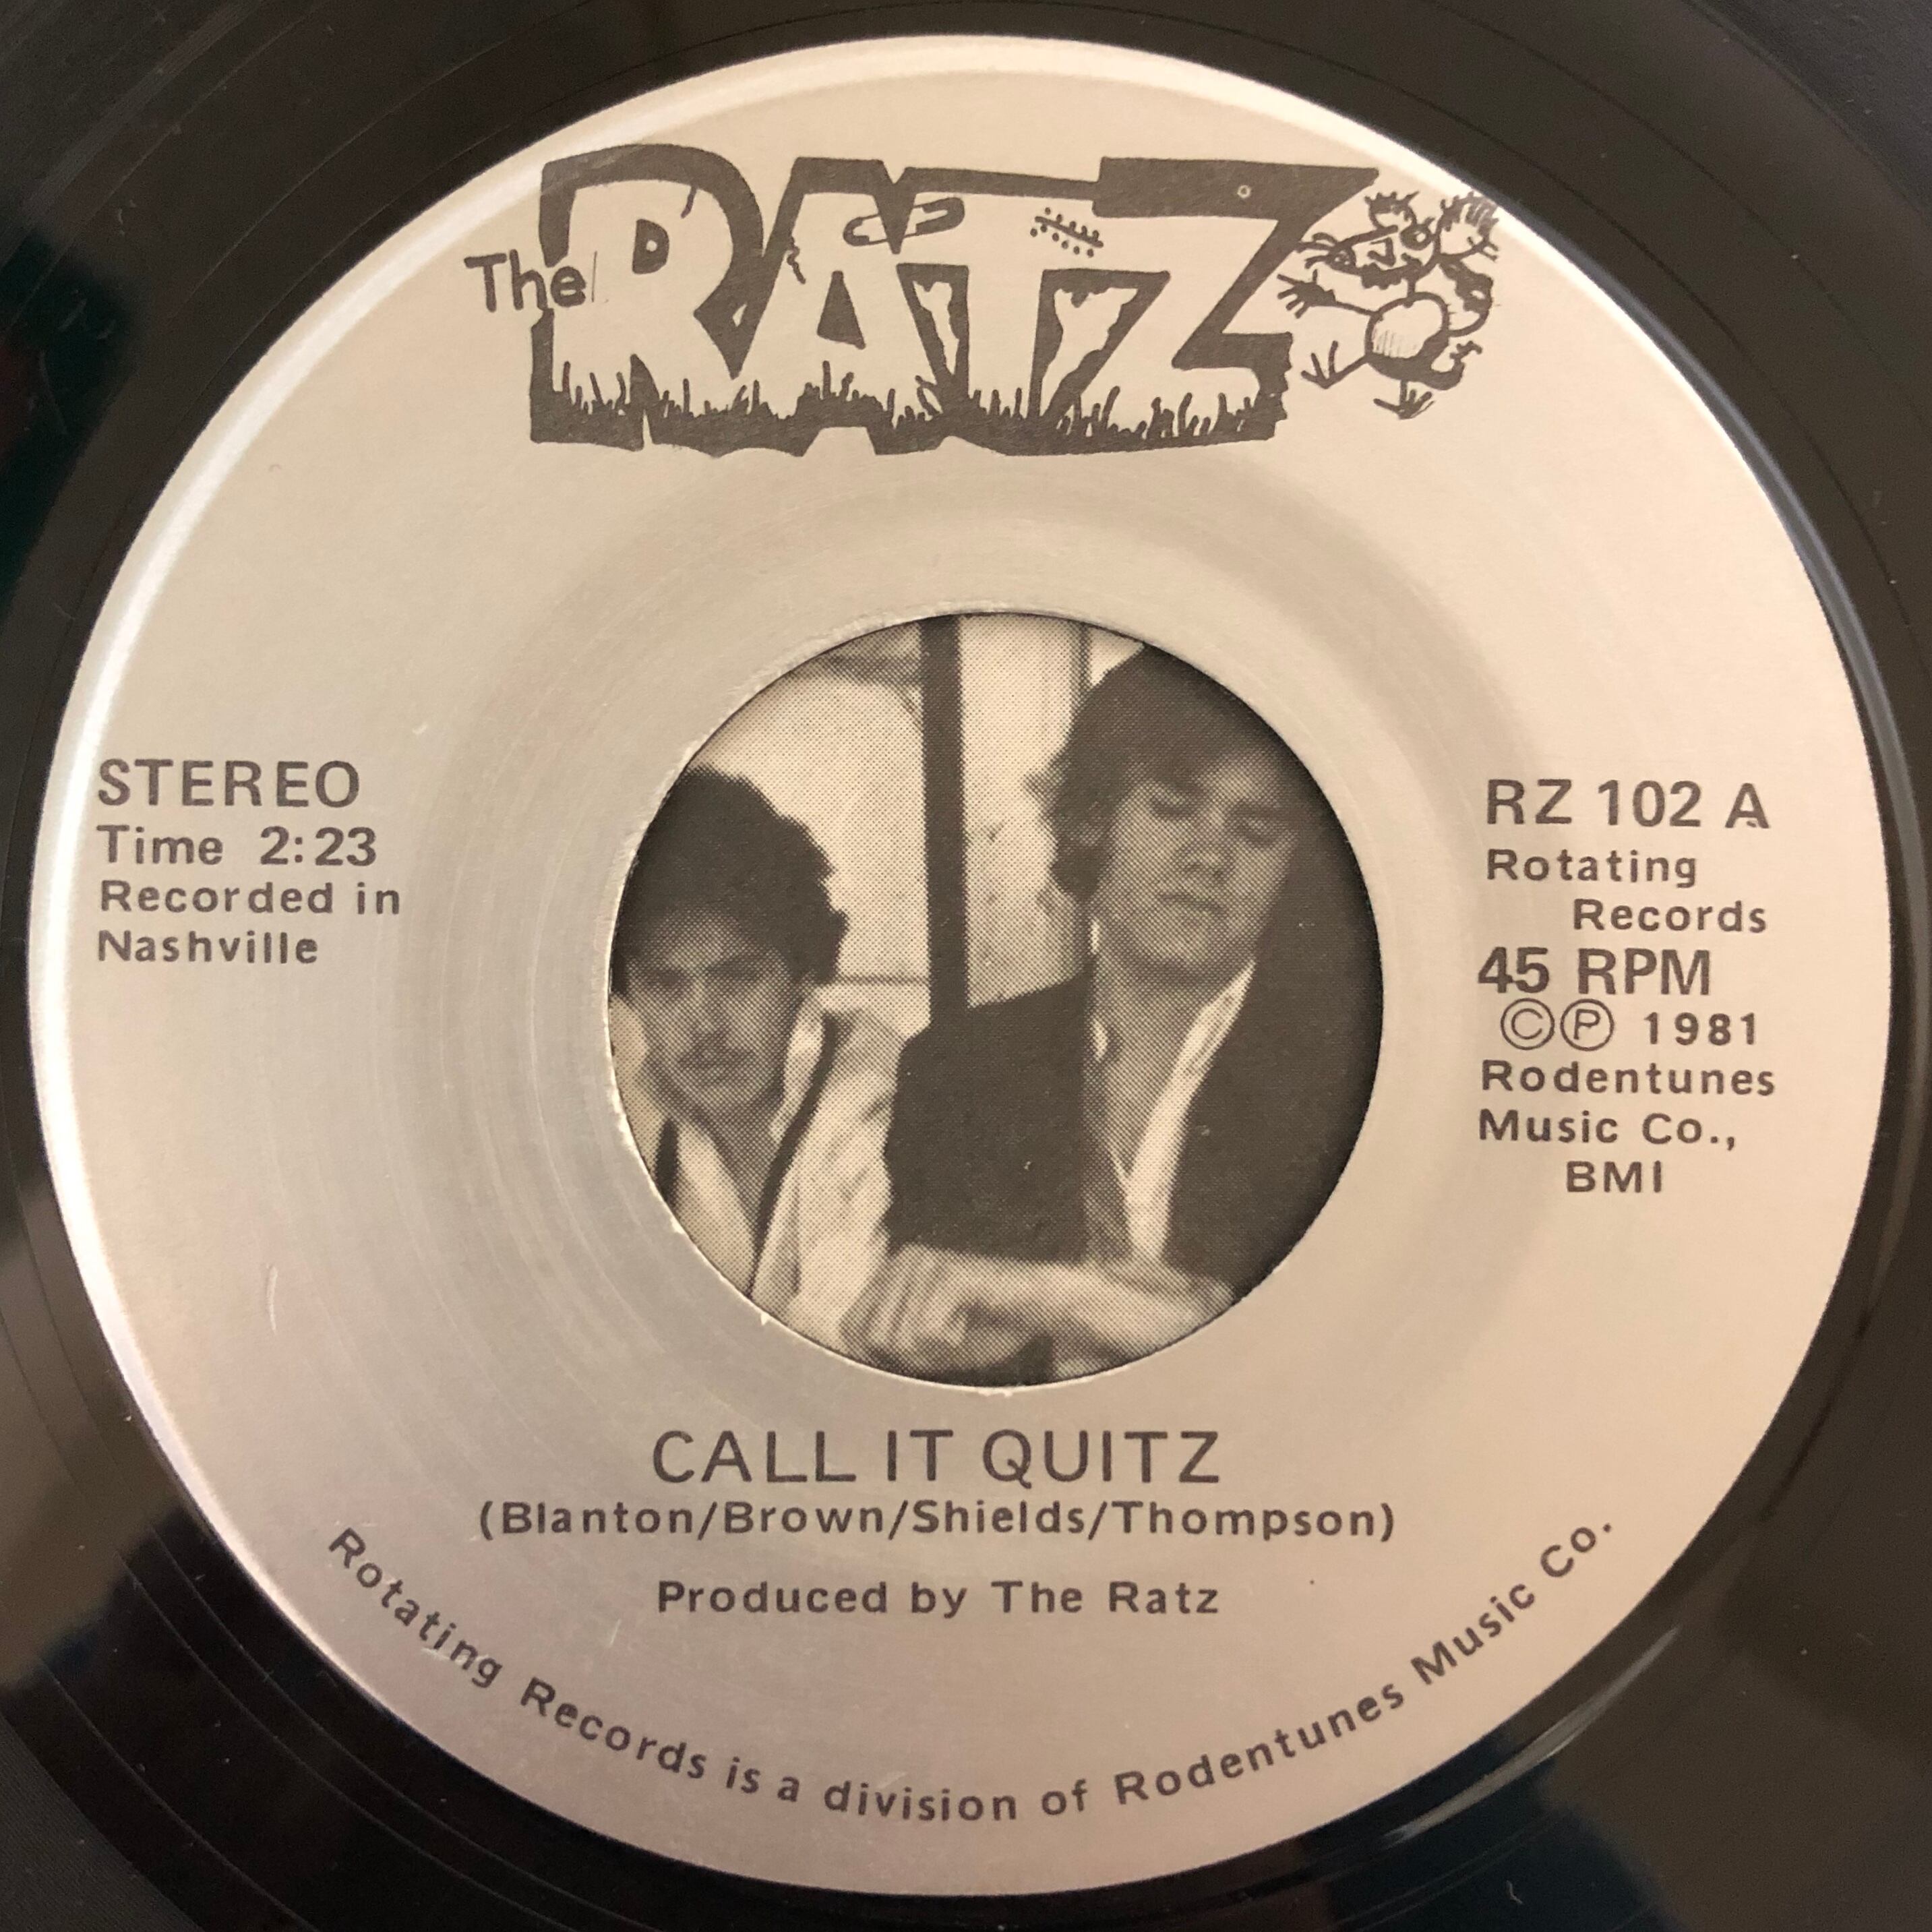 The RATZ
STEREO
Time 2:23
Recorded in
Nashville
RZ 102 A
Rotating
Records
45 RPM
©℗ 1981
Rodentunes
Music Co.,
BMI
CALL IT QUITZ
(Blanton/Brown/Shields/Thompson)
Produced by The Ratz
Rotating Records is a division of Rodentunes Music Co.